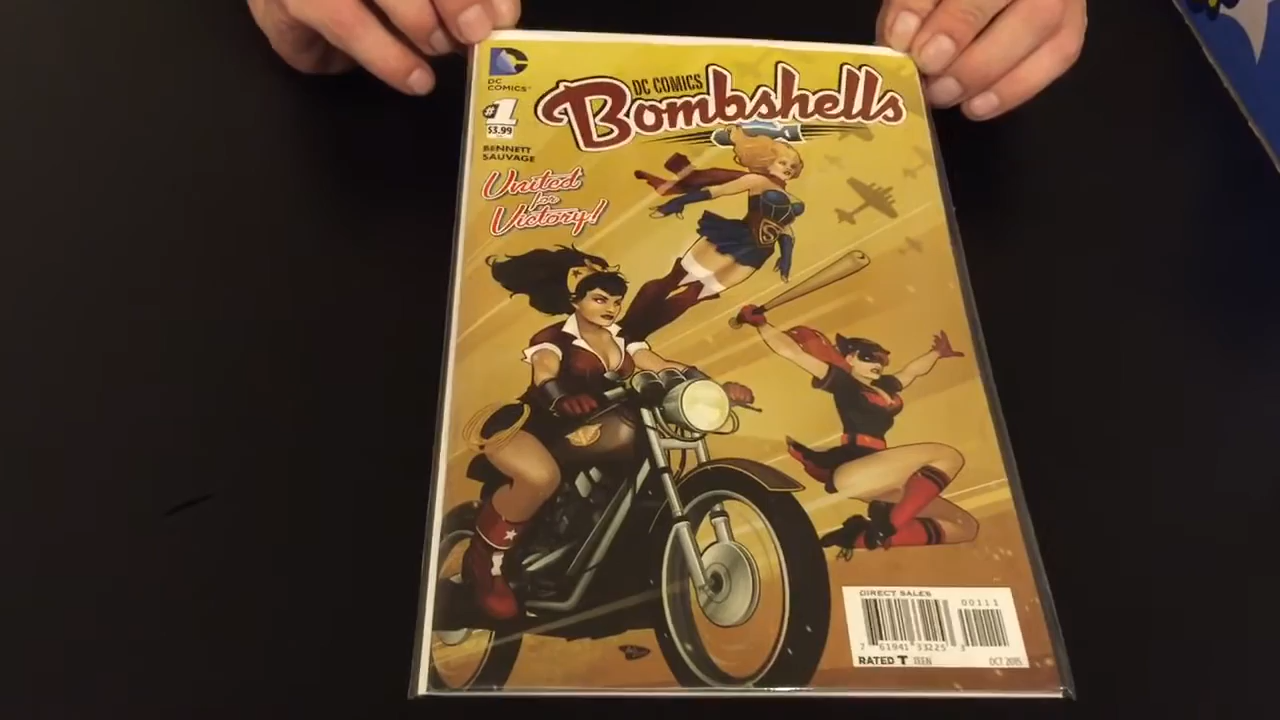 DC
COMICS™
#1
$3.99
BENNETT
SAUVAGE
DC COMICS
Bombshells
United
for
Victory!
S
DIRECT SALES
00111
7 61941 33225 3
RATED T TEEN
OCT 2015